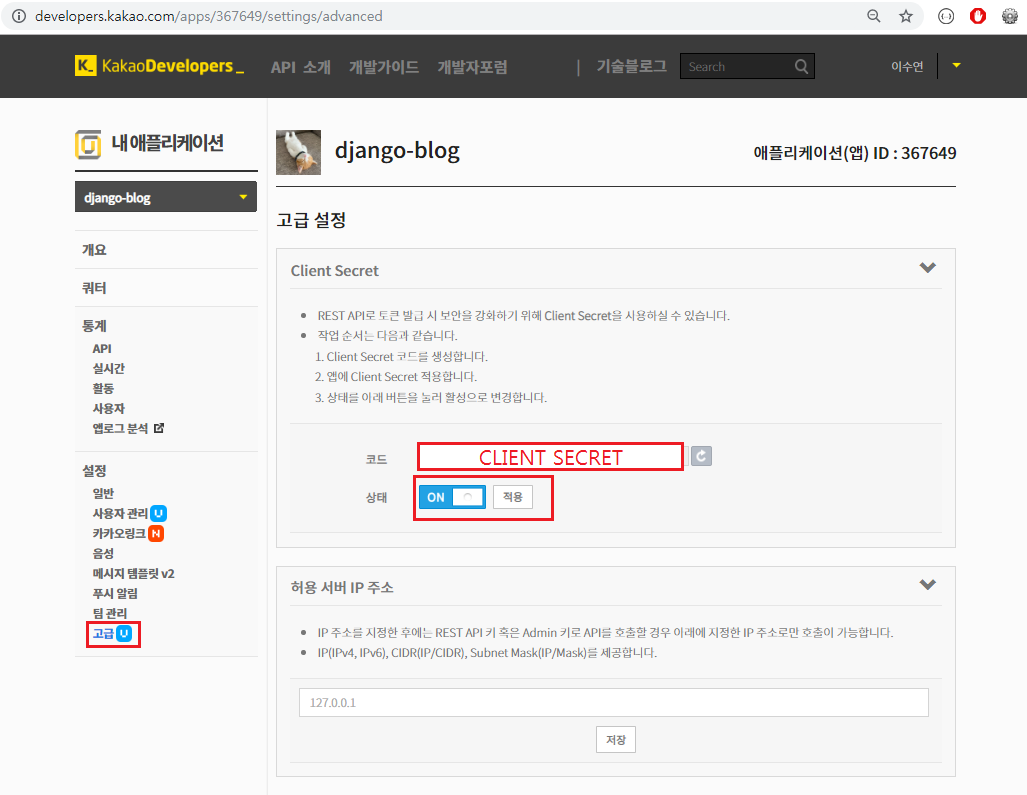 developers.kakao.com/apps/367649/settings/advanced
K_ KakaoDevelopers_ API 소개 개발가이드 개발자포럼 | 기술블로그 Search 이수연
내 애플리케이션
django-blog
개요
쿼터
통계
API
실시간
활동
사용자
앱로그 분석
설정
일반
사용자 관리 U
카카오링크 N
음성
메시지 템플릿 v2
푸시 알림
팀 관리
고급 U
django-blog
애플리케이션(앱) ID : 367649
고급 설정
Client Secret
REST API로 토큰 발급 시 보안을 강화하기 위해 Client Secret을 사용하실 수 있습니다.
작업 순서는 다음과 같습니다.
1. Client Secret 코드를 생성합니다.
2. 앱에 Client Secret 적용합니다.
3. 상태를 아래 버튼을 눌러 활성으로 변경합니다.
코드 CLIENT SECRET
상태 ON 적용
허용 서버 IP 주소
IP 주소를 지정한 후에는 REST API 키 혹은 Admin 키로 API를 호출할 경우 아래에 지정한 IP 주소로만 호출이 가능합니다.
IP(IPv4, IPv6), CIDR(IP/CIDR), Subnet Mask(IP/Mask)를 제공합니다.
127.0.0.1
저장